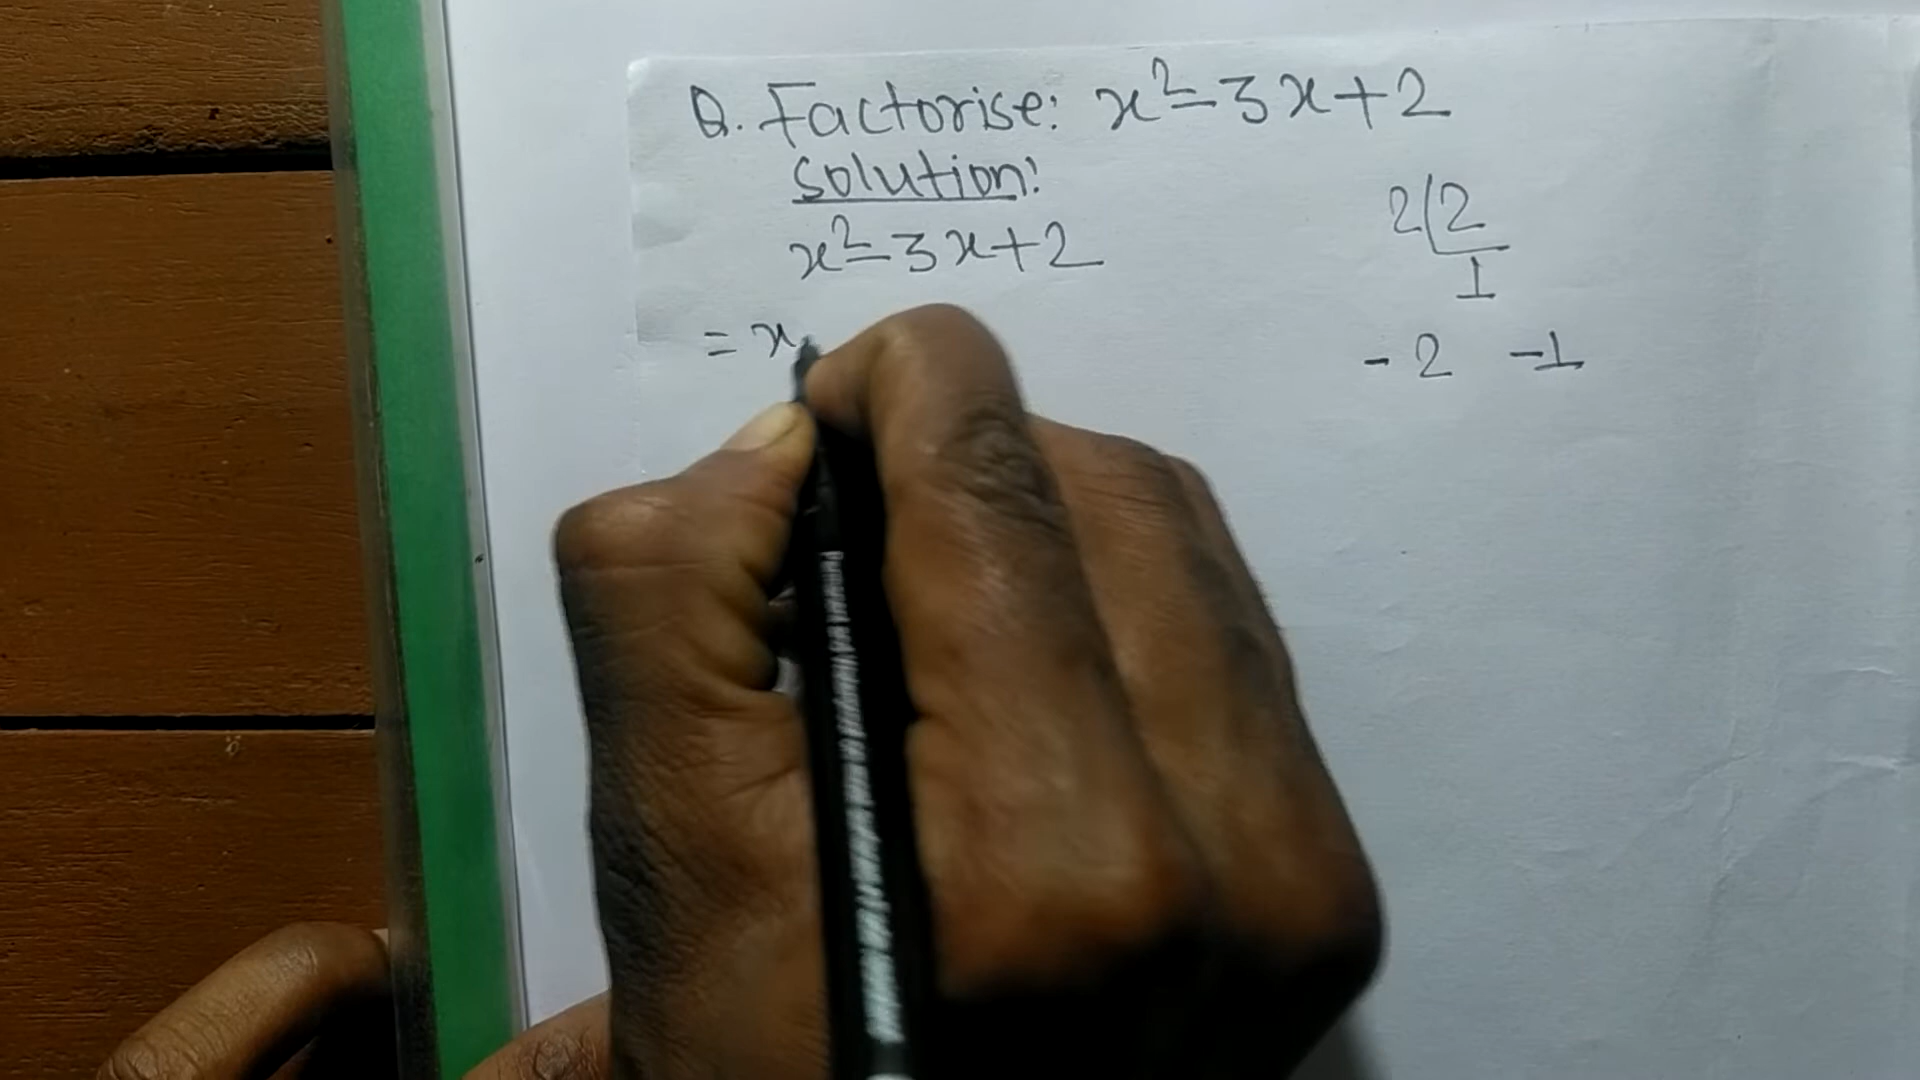 Q. Factorise: x²-3x+2
Solution:
x²-3x+2
2(2
1
= x
-2 -1